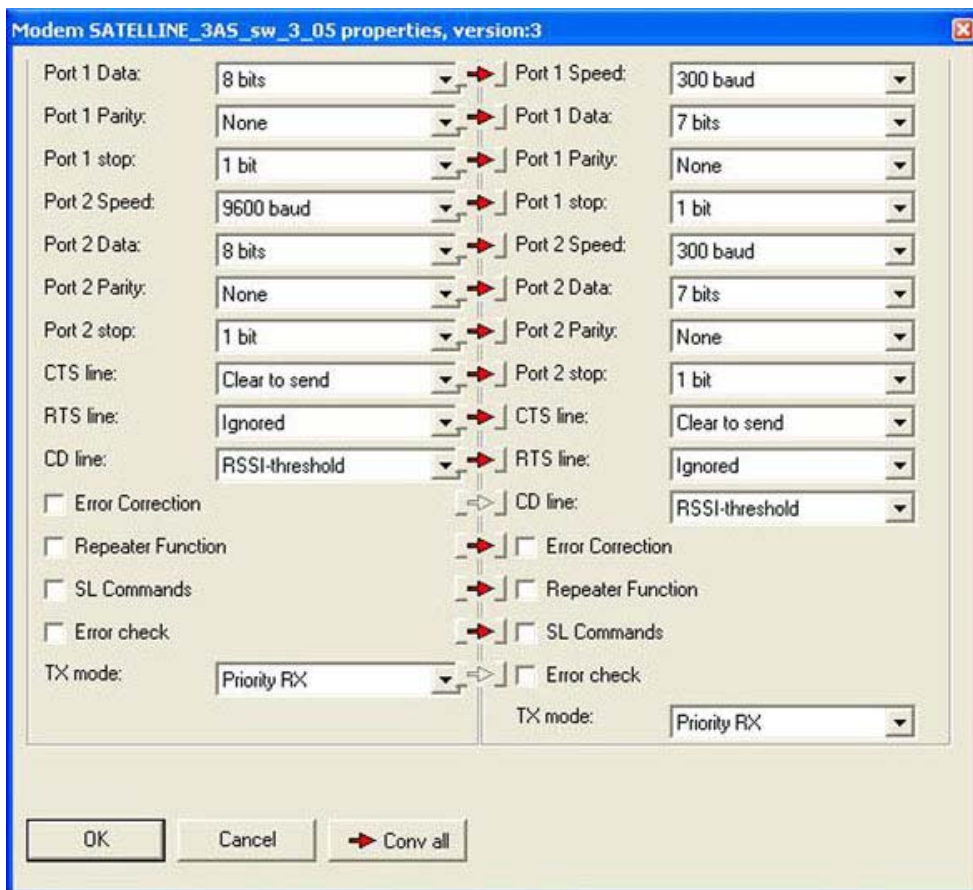 Modem SATELLINE_3AS_sw_3_05 properties, version:3
Port 1 Data: 8 bits
Port 1 Parity: None
Port 1 stop: 1 bit
Port 2 Speed: 9600 baud
Port 2 Data: 8 bits
Port 2 Parity: None
Port 2 stop: 1 bit
CTS line: Clear to send
RTS line: Ignored
CD line: RSSI-threshold
Error Correction
Repeater Function
SL Commands
Error check
TX mode: Priority RX
Port 1 Speed: 300 baud
Port 1 Data: 7 bits
Port 1 Parity: None
Port 1 stop: 1 bit
Port 2 Speed: 300 baud
Port 2 Data: 7 bits
Port 2 Parity: None
Port 2 stop: 1 bit
CTS line: Clear to send
RTS line: Ignored
CD line: RSSI-threshold
Error Correction
Repeater Function
SL Commands
Error check
TX mode: Priority RX
OK Cancel Conv all